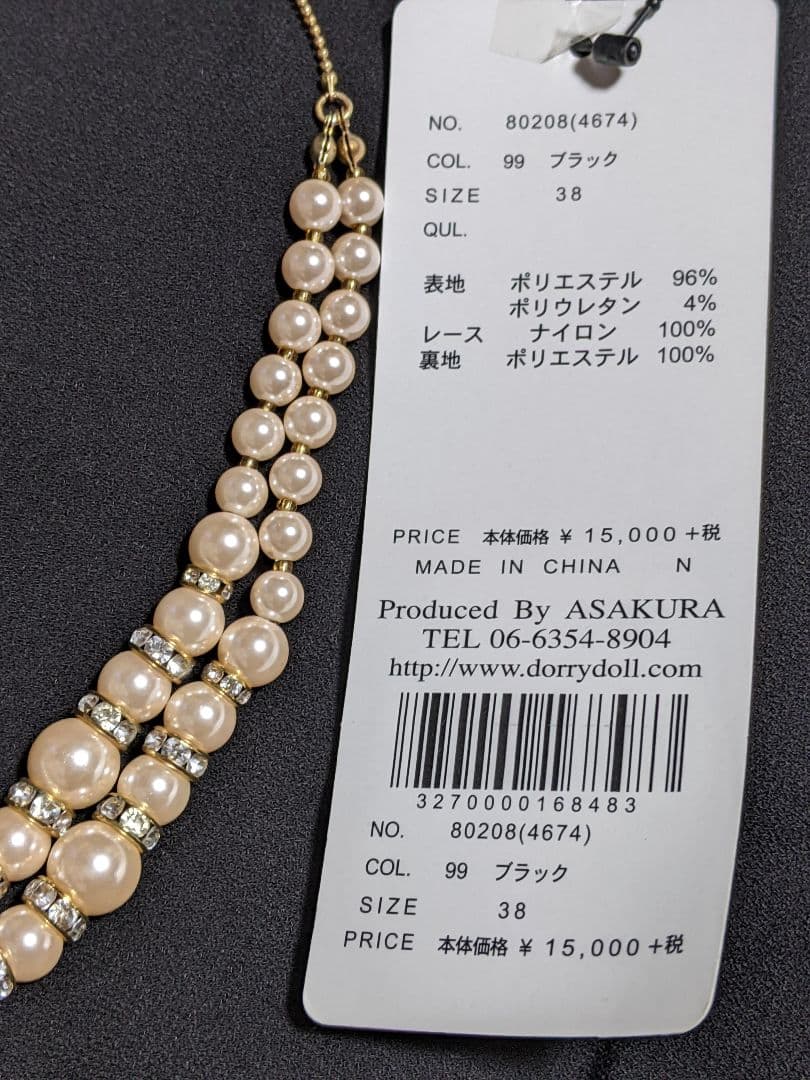 NO. 80208(4674)
COL. 99 ブラック
SIZE 38
QUL.
表地 ポリエステル 96%
ポリウレタン 4%
レース ナイロン 100%
裏地 ポリエステル 100%
PRICE 本体価格 ¥ 15,000 +税
MADE IN CHINA N
Produced By ASAKURA
TEL 06-6354-8904
http://www.dorrydoll.com
3270000168483
NO. 80208(4674)
COL. 99 ブラック
SIZE 38
PRICE 本体価格 ¥ 15,000 +税